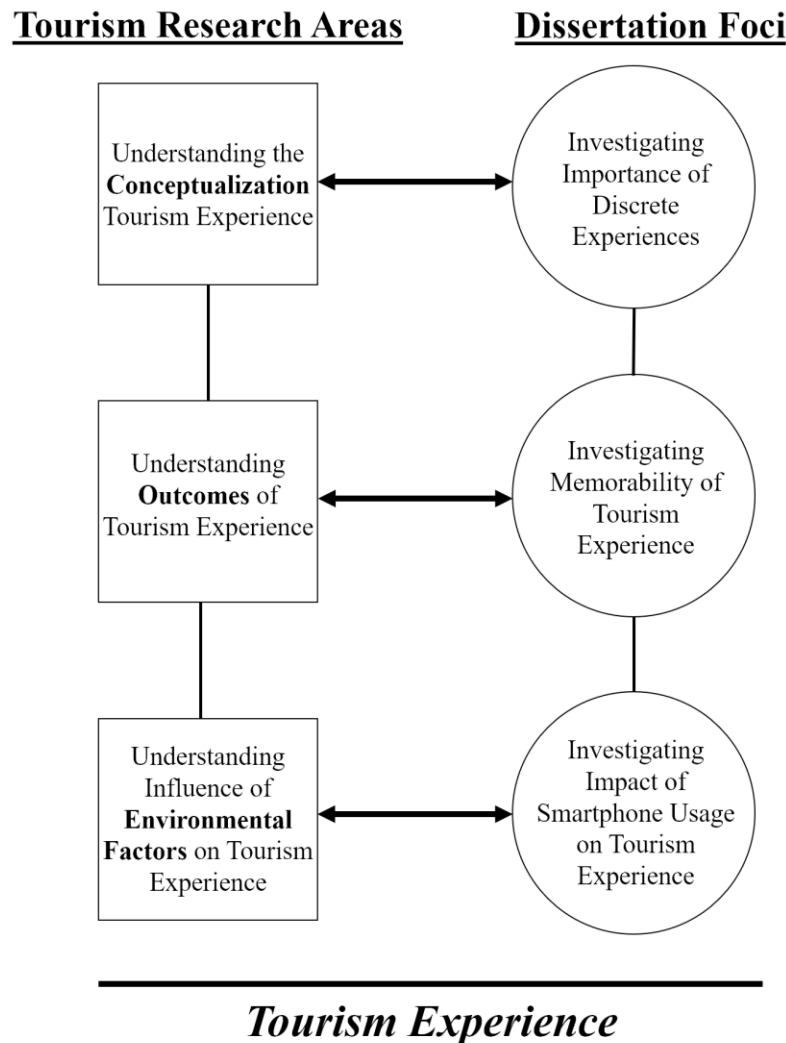 Tourism Research Areas
Dissertation Foci
Understanding the
Conceptualization
Tourism Experience
Investigating
Importance of
Discrete
Experiences
Understanding
Outcomes of
Tourism Experience
Investigating
Memorability of
Tourism
Experience
Understanding
Influence of
Environmental
Factors on Tourism
Experience
Investigating
Impact of
Smartphone Usage
on Tourism
Experience
Tourism Experience